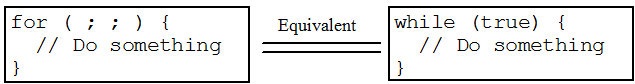 for ( ; ; ) {
  // Do something
}
Equivalent
while (true) {
  // Do something
}